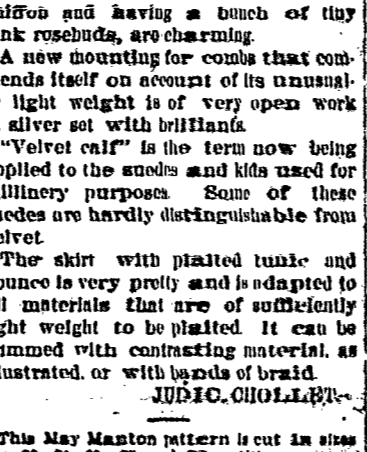 iffon and having a bunch of tiny
nk rosebuds, are charming.
A new mounting for combs that com-
ends itself on account of its unusual-
light weight is of very open work
silver set with brilliants.
"Velvet calf" is the term now being
pplied to the suedes and kids used for
illinery purposes. Some of these
uedes are hardly distinguishable from
elvet.
The skirt with plaited tunic and
ounce is very pretty and is adapted to
ll materials that are of sufficiently
ght weight to be plaited. It can be
immed with contrasting material, as
lustrated, or with bands of braid.
JUDIC CHOLLET.
This May Manton pattern is cut in sizes